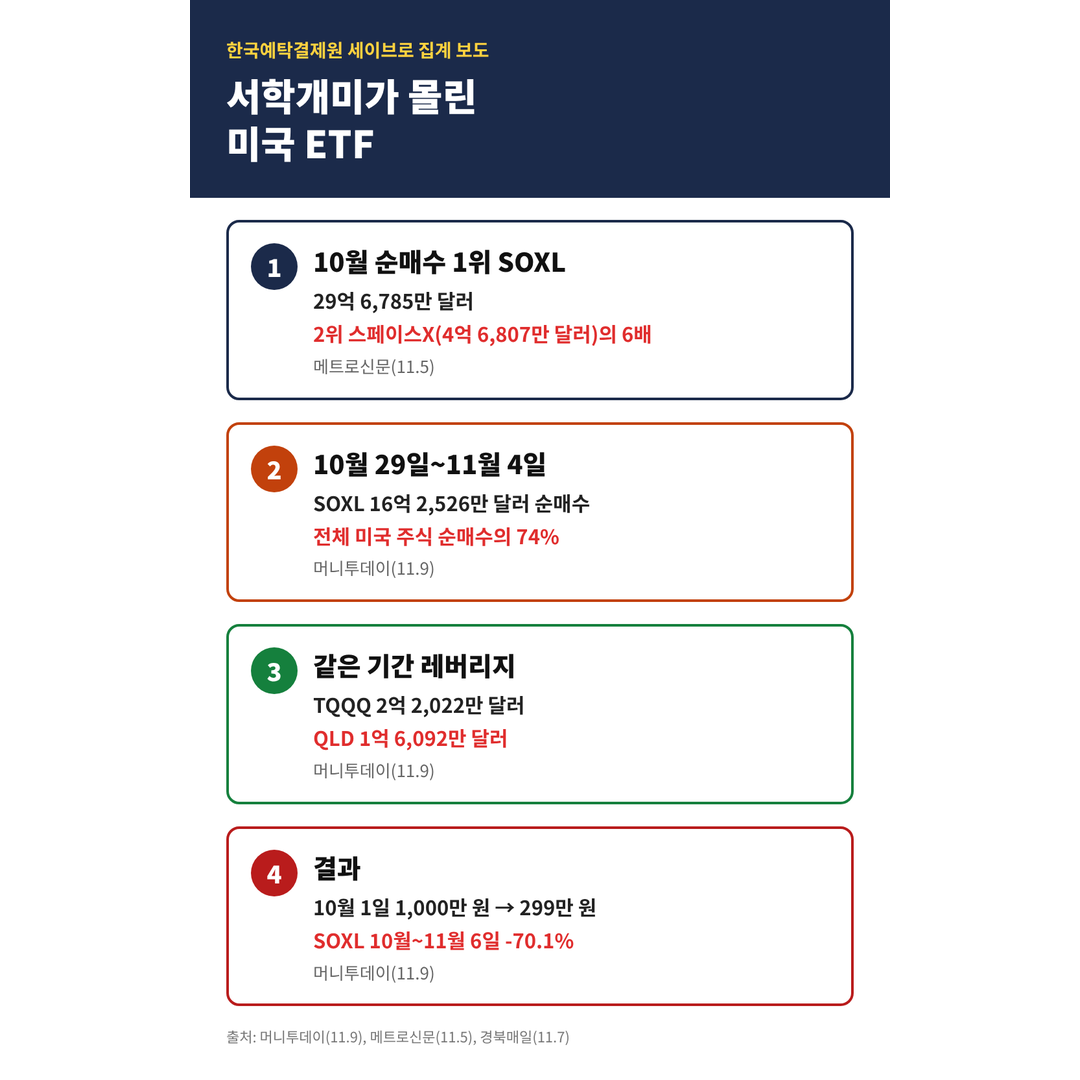 한국예탁결제원 세이브로 집계 보도
서학개미가 몰린
미국 ETF
1
10월 순매수 1위 SOXL
29억 6,785만 달러
2위 스페이스X(4억 6,807만 달러)의 6배
메트로신문(11.5)
2
10월 29일~11월 4일
SOXL 16억 2,526만 달러 순매수
전체 미국 주식 순매수의 74%
머니투데이(11.9)
3
같은 기간 레버리지
TQQQ 2억 2,022만 달러
QLD 1억 6,092만 달러
머니투데이(11.9)
4
결과
10월 1일 1,000만 원 → 299만 원
SOXL 10월~11월 6일 -70.1%
머니투데이(11.9)
출처: 머니투데이(11.9), 메트로신문(11.5), 경북매일(11.7)